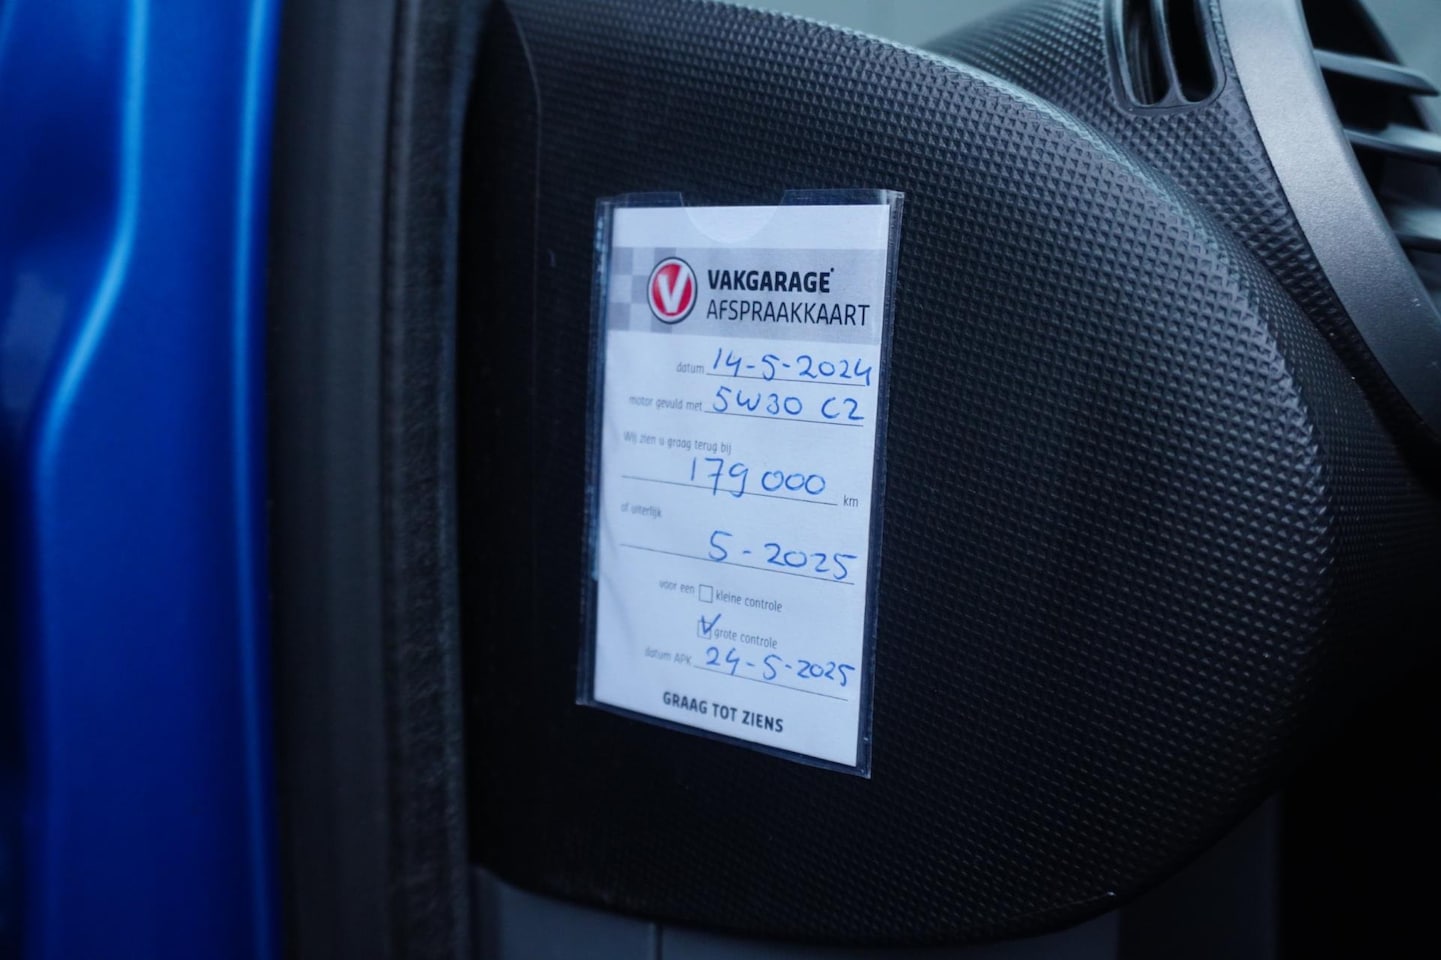 V
VAKGARAGE
AFSPRAAKKAART
datum 14-5-2024
motor gevuld met 5W30 C2
Wij zien u graag terug bij
179 000 km
of uiterlijk
5-2025
voor een kleine controle
grote controle
datum APK 24-5-2025
GRAAG TOT ZIENS